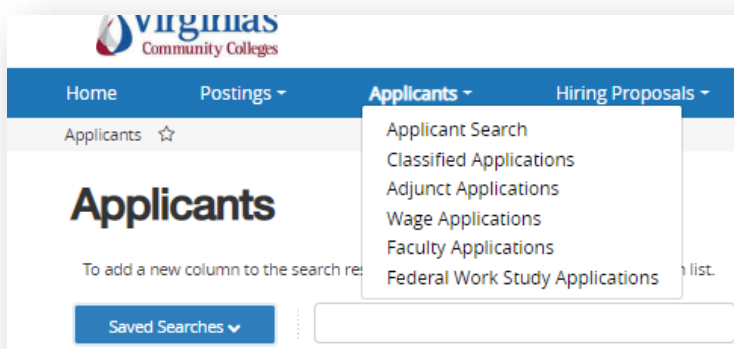 Virginia's
Community Colleges
Home Postings Applicants Hiring Proposals
Applicants
Applicant Search
Classified Applications
Adjunct Applications
Wage Applications
Faculty Applications
Federal Work Study Applications
Applicants
To add a new column to the search res list.
Saved Searches